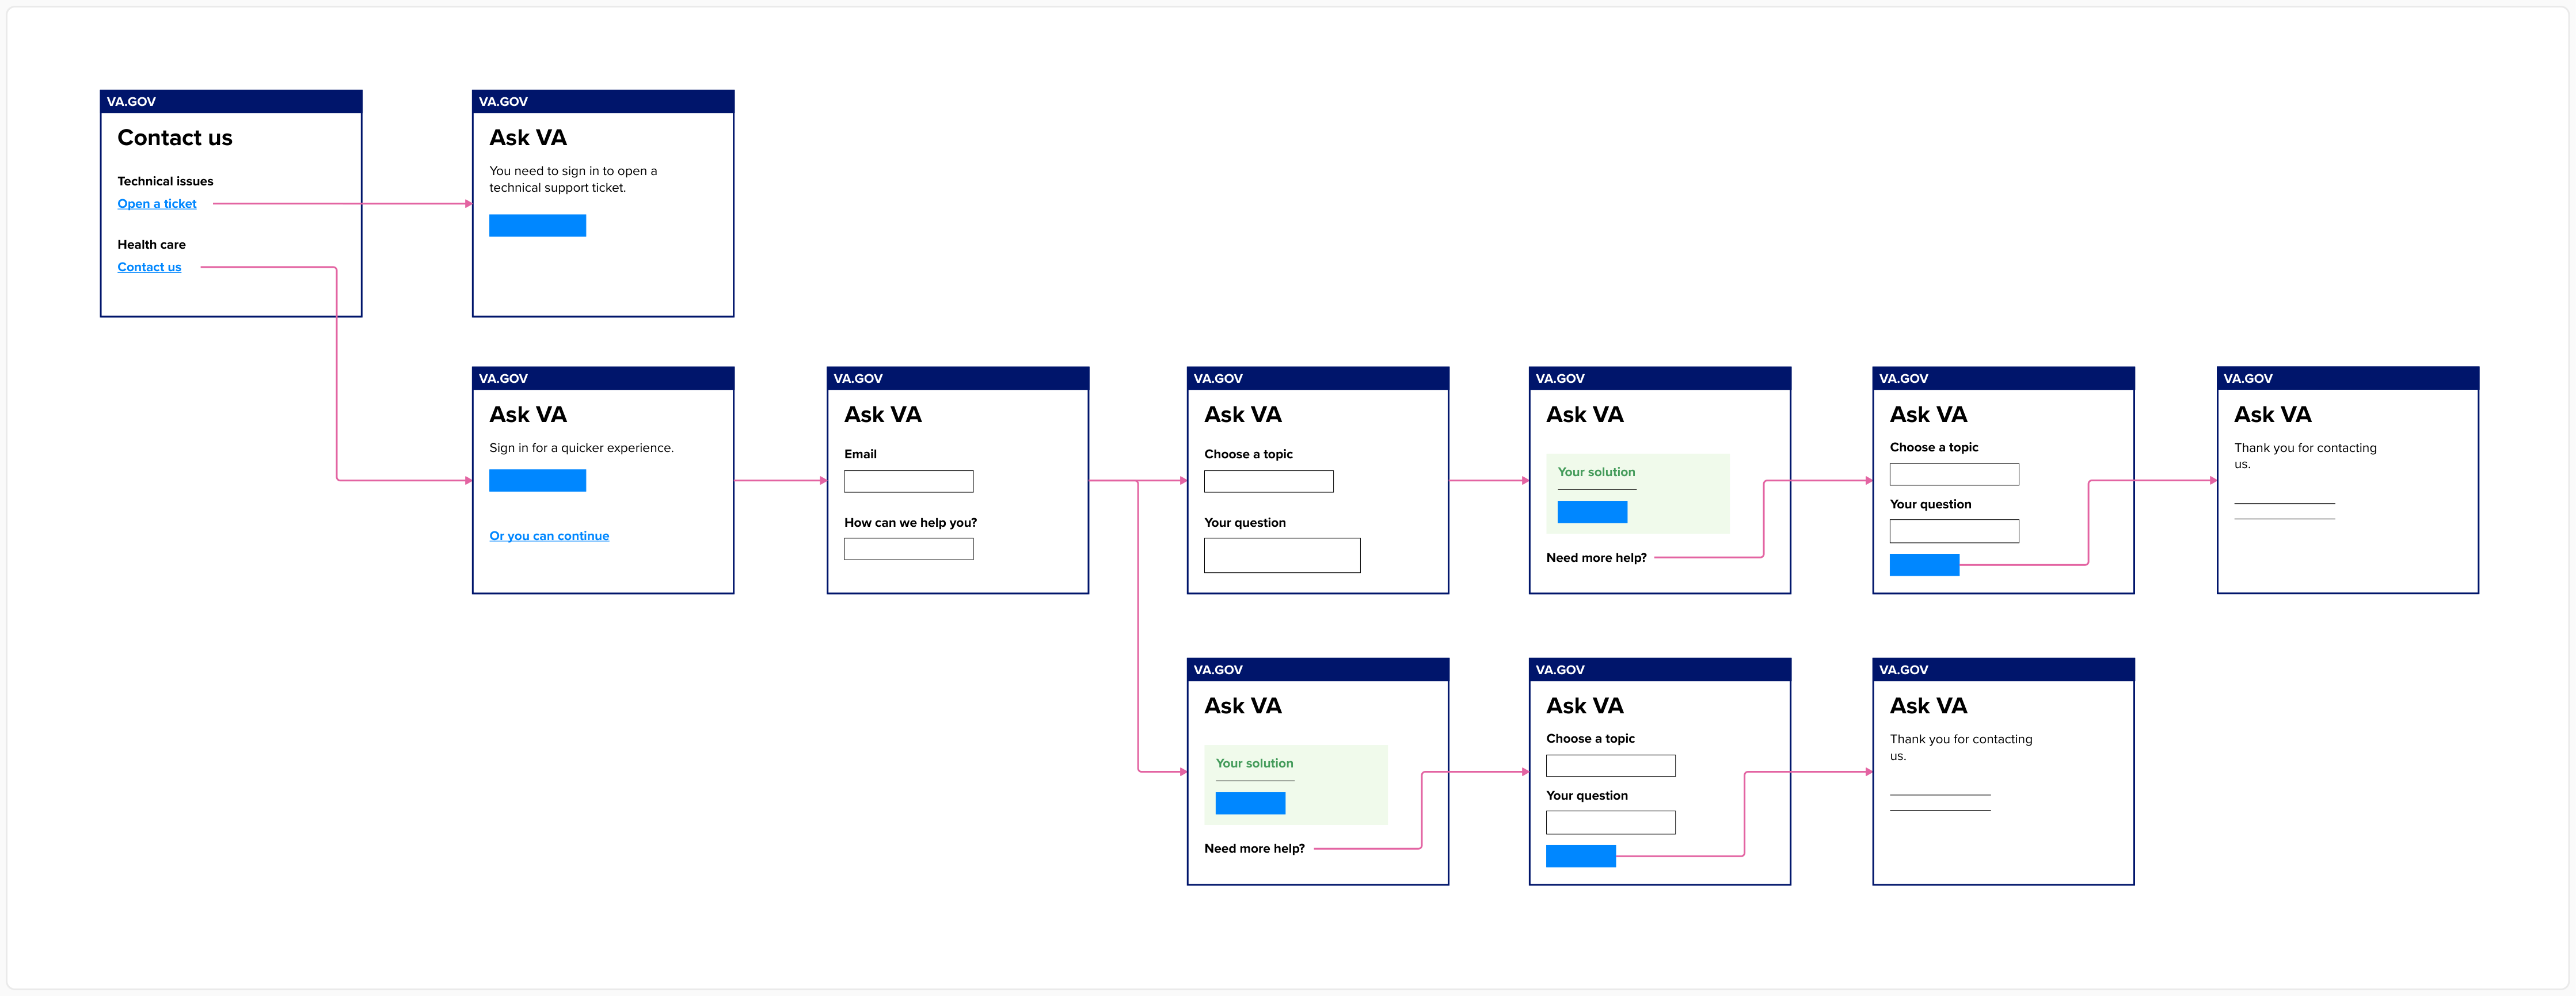 VA.GOV
Contact us
Technical issues
Open a ticket
Health care
Contact us
VA.GOV
Ask VA
You need to sign in to open a
technical support ticket.
VA.GOV
Ask VA
Sign in for a quicker experience.
Or you can continue
VA.GOV
Ask VA
Email
How can we help you?
VA.GOV
Ask VA
Choose a topic
Your question
VA.GOV
Ask VA
Your solution
Need more help?
VA.GOV
Ask VA
Choose a topic
Your question
VA.GOV
Ask VA
Thank you for contacting
us.
VA.GOV
Ask VA
Your solution
Need more help?
VA.GOV
Ask VA
Choose a topic
Your question
VA.GOV
Ask VA
Thank you for contacting
us.